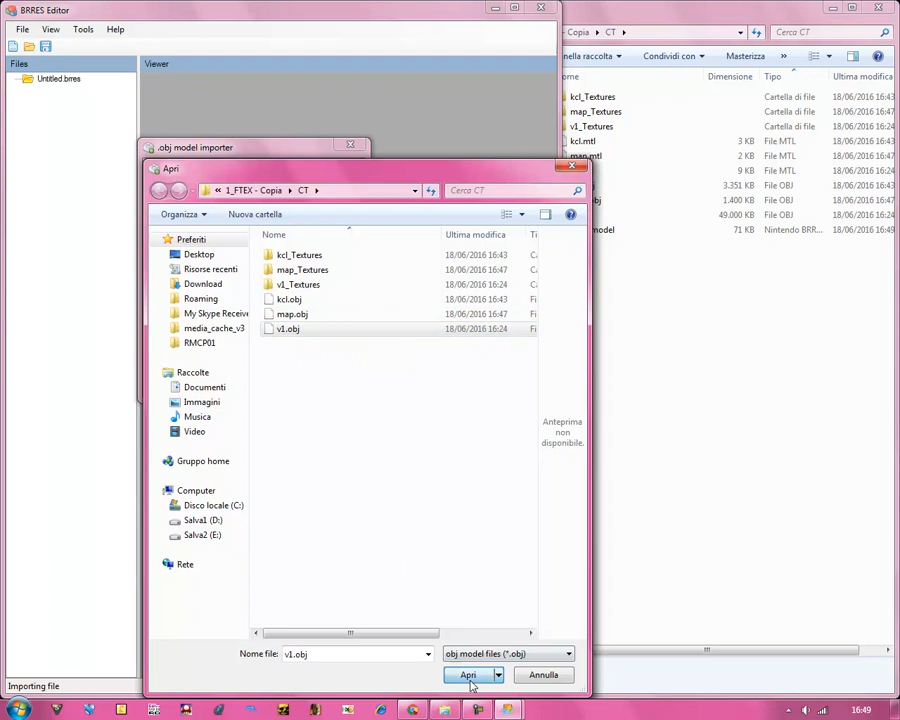 BRRES Editor
File View Tools Help
Files
Untitled.brres
Viewer
.obj model importer
Apri
« 1_FTEX - Copia ▸ CT ▸
Cerca CT
Organizza
Nuova cartella
Nome
Ultima modifica
Preferiti
Desktop
Risorse recenti
Download
Roaming
My Skype Receive
media_cache_v3
RMCP01
Raccolte
Documenti
Immagini
Musica
Video
Gruppo home
Computer
Disco locale (C:)
Salva1 (D:)
Salva2 (E:)
Rete
kcl_Textures 18/06/2016 16:43
map_Textures 18/06/2016 16:47
v1_Textures 18/06/2016 16:24
kcl.obj 18/06/2016 16:43
map.obj 18/06/2016 16:47
v1.obj 18/06/2016 16:24
Anteprima
non
disponibile.
Nome file: v1.obj
obj model files (*.obj)
Apri
Annulla
Importing file
Copia ▸ CT ▸
Cerca CT
nella raccolta
Condividi con
Masterizza
»
Dimensione Tipo Ultima modifica
kcl_Textures Cartella di file 18/06/2016 16:43
map_Textures Cartella di file 18/06/2016 16:47
v1_Textures Cartella di file 18/06/2016 16:24
kcl.mtl 3 KB File MTL 18/06/2016 16:43
map.mtl 2 KB File MTL 18/06/2016 16:47
9 KB File MTL 18/06/2016 16:24
3.351 KB File OBJ 18/06/2016 16:43
1.400 KB File OBJ 18/06/2016 16:47
49.000 KB File OBJ 18/06/2016 16:24
model 71 KB Nintendo BRR... 18/06/2016 16:49
16:49